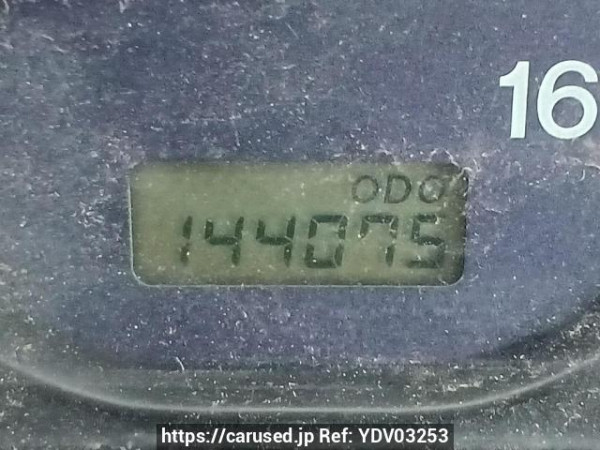 16
ODO
144075
https://carused.jp Ref: YDV03253